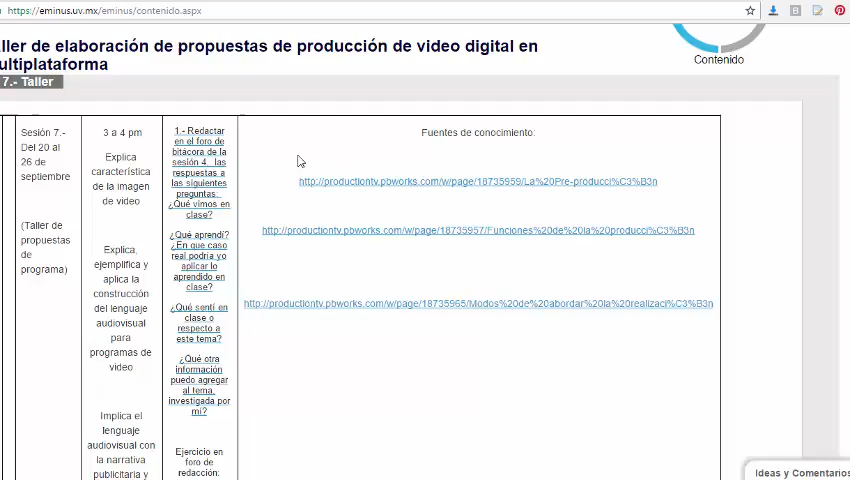 https://eminus.uv.mx/eminus/contenido.aspx
ller de elaboración de propuestas de producción de video digital en
ultiplataforma
Contenido
7.- Taller
Sesión 7.-
Del 20 al
26 de
septiembre
(Taller de
propuestas
de
programa)
3 a 4 pm
Explica
característica
de la imagen
de video
Explica,
ejemplifica y
aplica la
construcción
del lenguaje
audiovisual
para
programas de
video
Implica el
lenguaje
audiovisual con
la narrativa
publicitaria y
1.- Redactar
en el foro de
bitácora de la
sesión 4, las
respuestas a
las siguientes
preguntas:
¿Qué vimos en
clase?
¿Qué aprendí?
¿En que caso
real podría yo
aplicar lo
aprendido en
clase?
¿Qué sentí en
clase o
respecto a
este tema?
¿Qué otra
información
puedo agregar
al tema,
investigada por
mí?
Ejercicio en
foro de
redacción:
Fuentes de conocimiento:
http://productiontv.pbworks.com/w/page/18735959/La%20Pre-producci%C3%B3n
http://productiontv.pbworks.com/w/page/18735957/Funciones%20de%20la%20producci%C3%B3n
http://productiontv.pbworks.com/w/page/18735965/Modos%20de%20abordar%20la%20realizaci%C3%B3n
Ideas y Comentarios